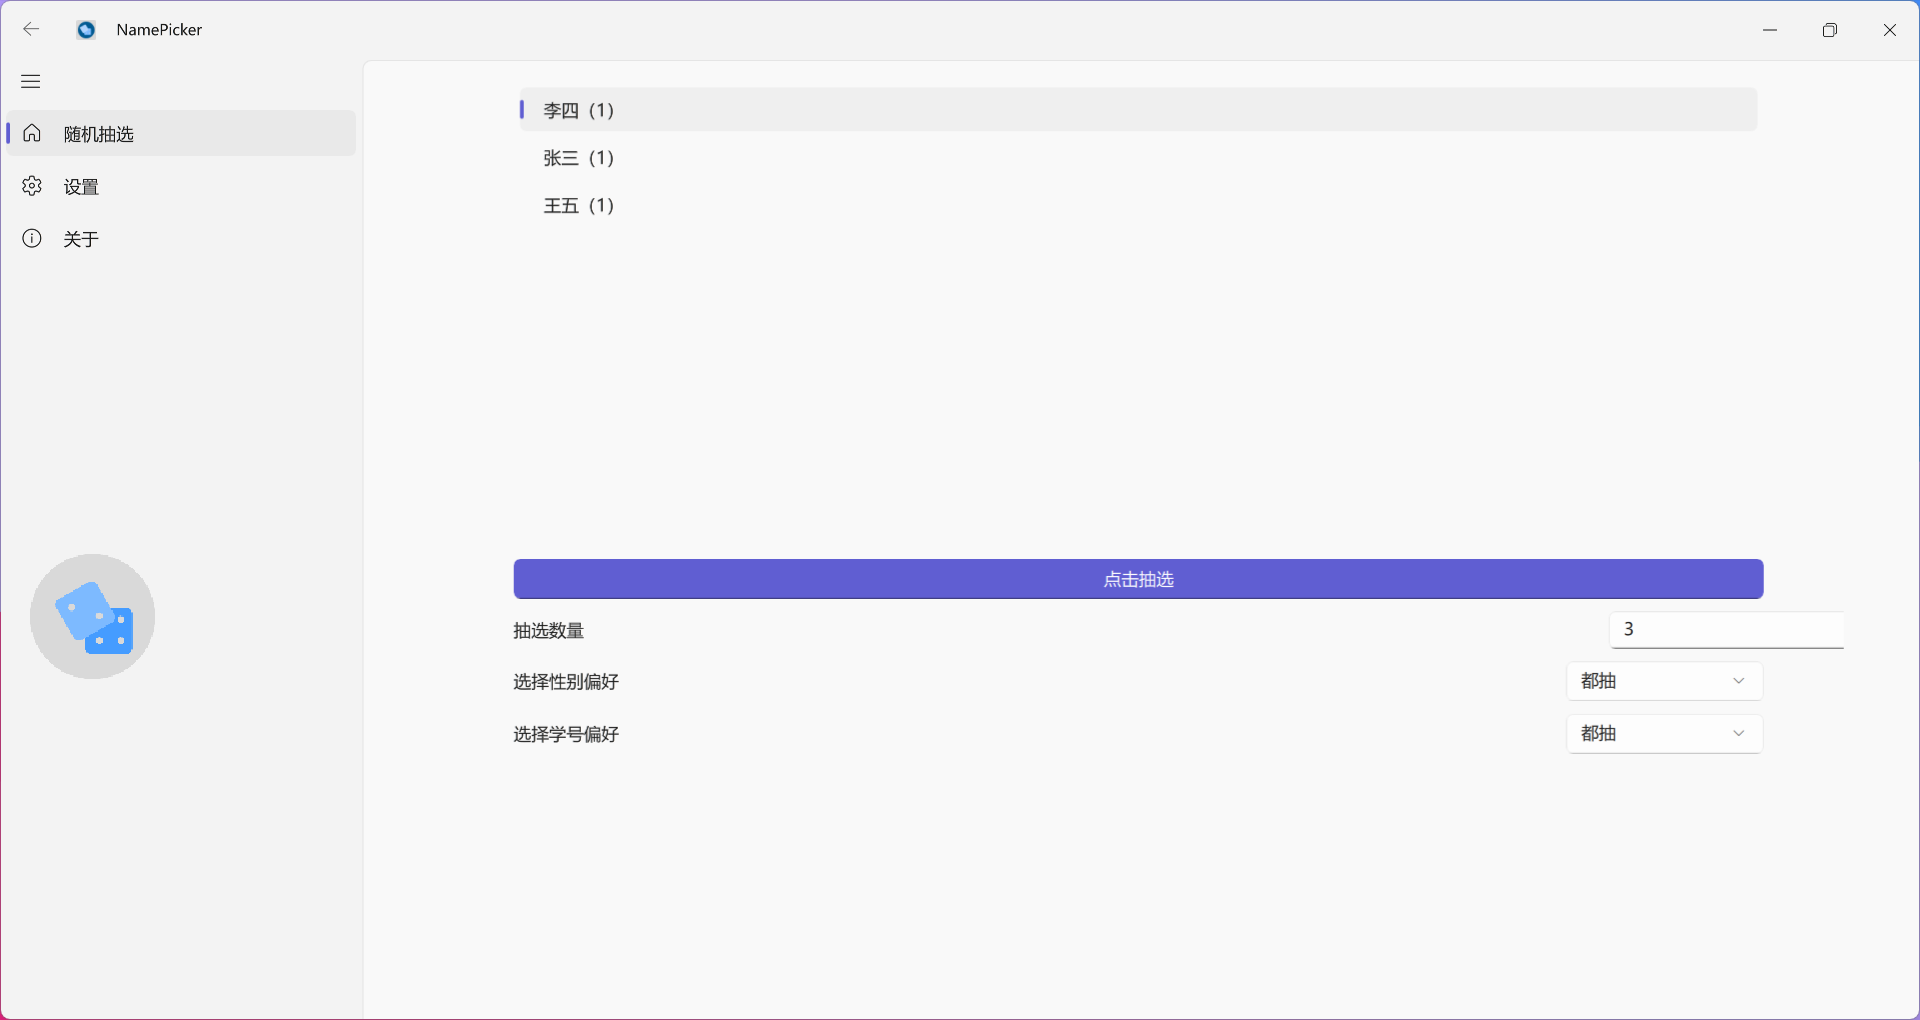 NamePicker
随机抽选
设置
关于
李四（1）
张三（1）
王五（1）
点击抽选
抽选数量
3
选择性别偏好
都抽
选择学号偏好
都抽